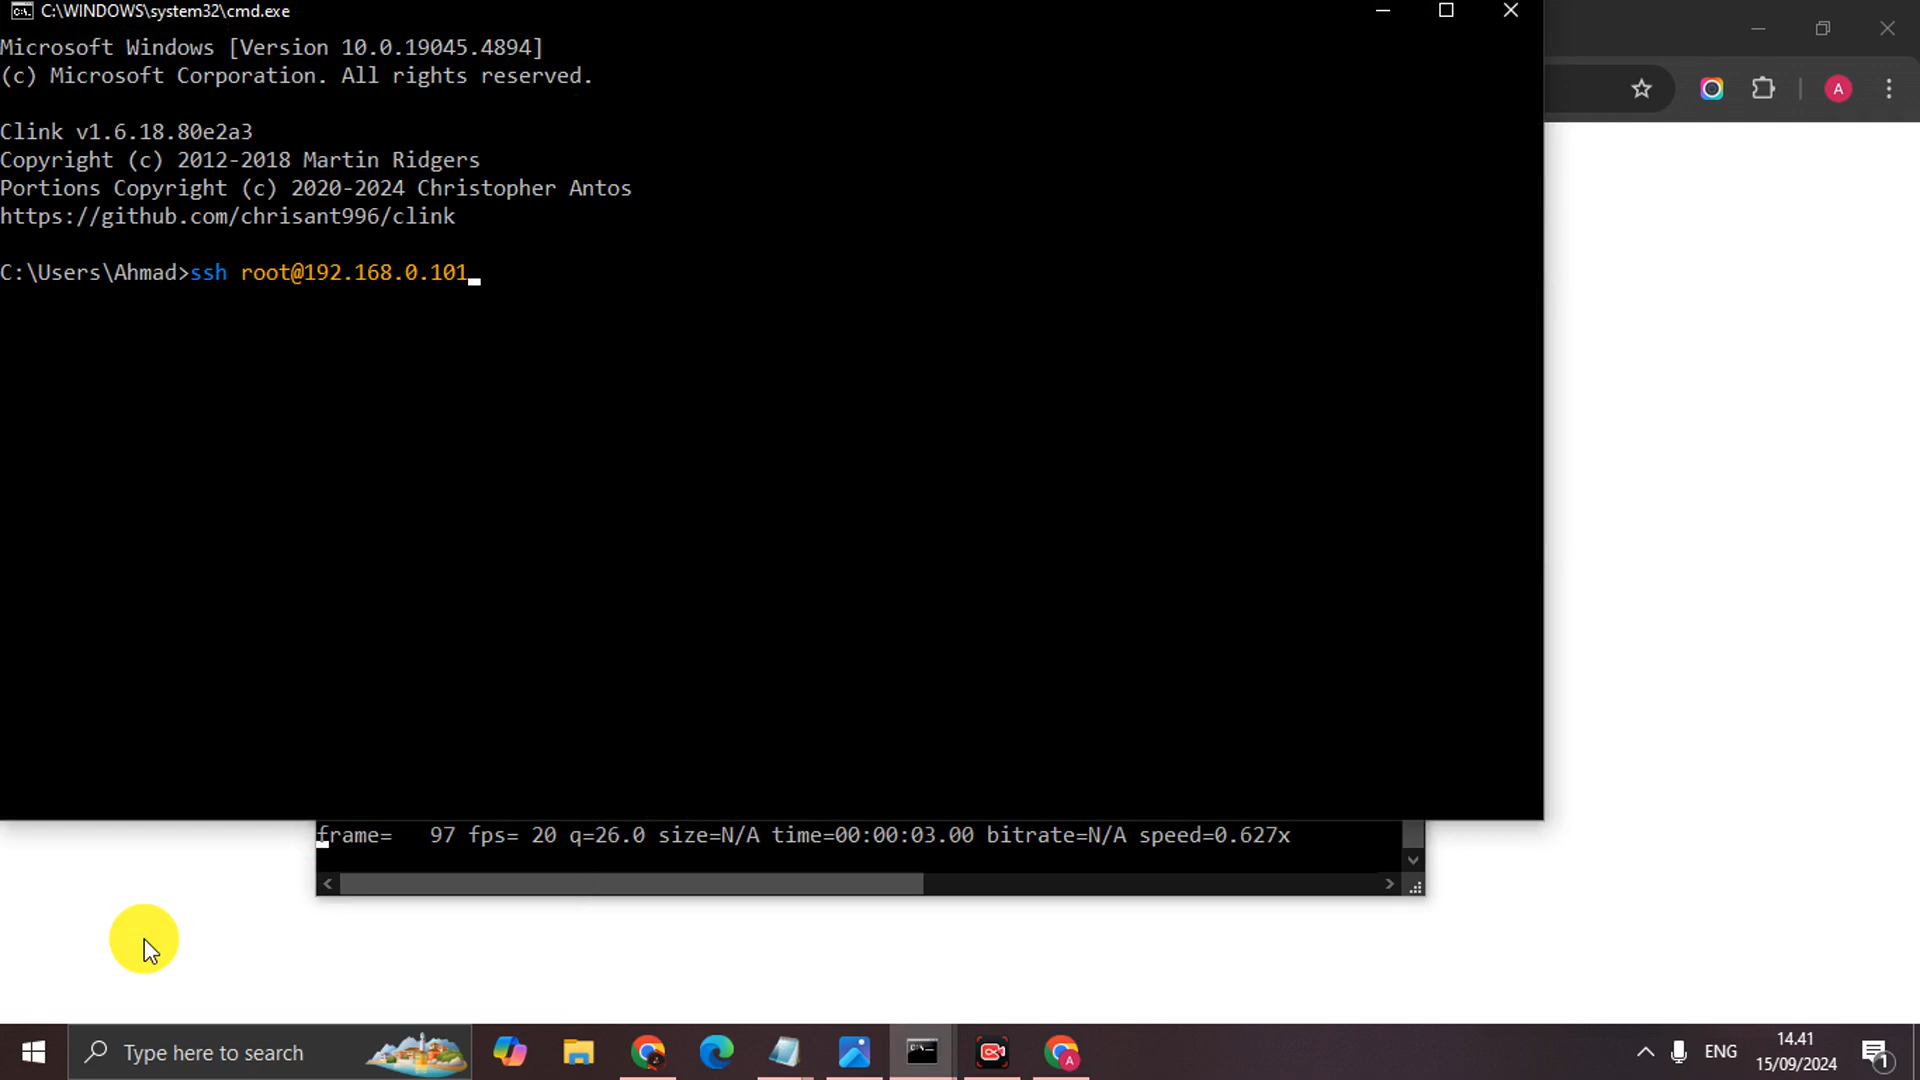 C:\WINDOWS\system32\cmd.exe
Microsoft Windows [Version 10.0.19045.4894]
(c) Microsoft Corporation. All rights reserved.
Clink v1.6.18.80e2a3
Copyright (c) 2012-2018 Martin Ridgers
Portions Copyright (c) 2020-2024 Christopher Antos
https://github.com/chrisant996/clink
C:\Users\Ahmad>ssh root@192.168.0.101
A
frame=   97 fps= 20 q=26.0 size=N/A time=00:00:03.00 bitrate=N/A speed=0.627x
Type here to search
2
A
ENG
14.41
15/09/2024
1